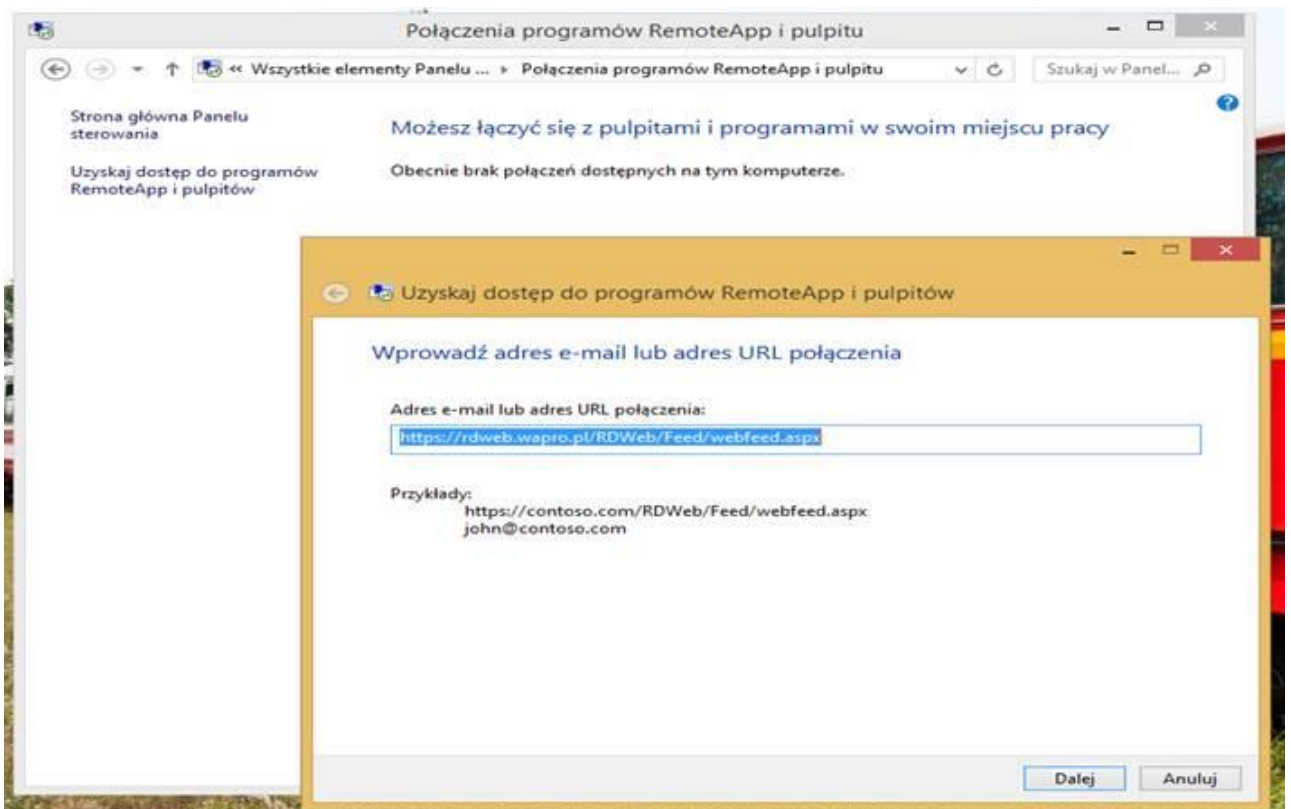 Połączenia programów RemoteApp i pulpitu
« Wszystkie elementy Panelu ... Połączenia programów RemoteApp i pulpitu
Szukaj w Panel...
Strona główna Panelu
sterowania
Uzyskaj dostęp do programów
RemoteApp i pulpitów
Możesz łączyć się z pulpitami i programami w swoim miejscu pracy
Obecnie brak połączeń dostępnych na tym komputerze.
Uzyskaj dostęp do programów RemoteApp i pulpitów
Wprowadź adres e-mail lub adres URL połączenia
Adres e-mail lub adres URL połączenia:
https://rdweb.wapro.pl/RDWeb/Feed/webfeed.aspx
Przykłady:
https://contoso.com/RDWeb/Feed/webfeed.aspx
john@contoso.com
Dalej
Anuluj